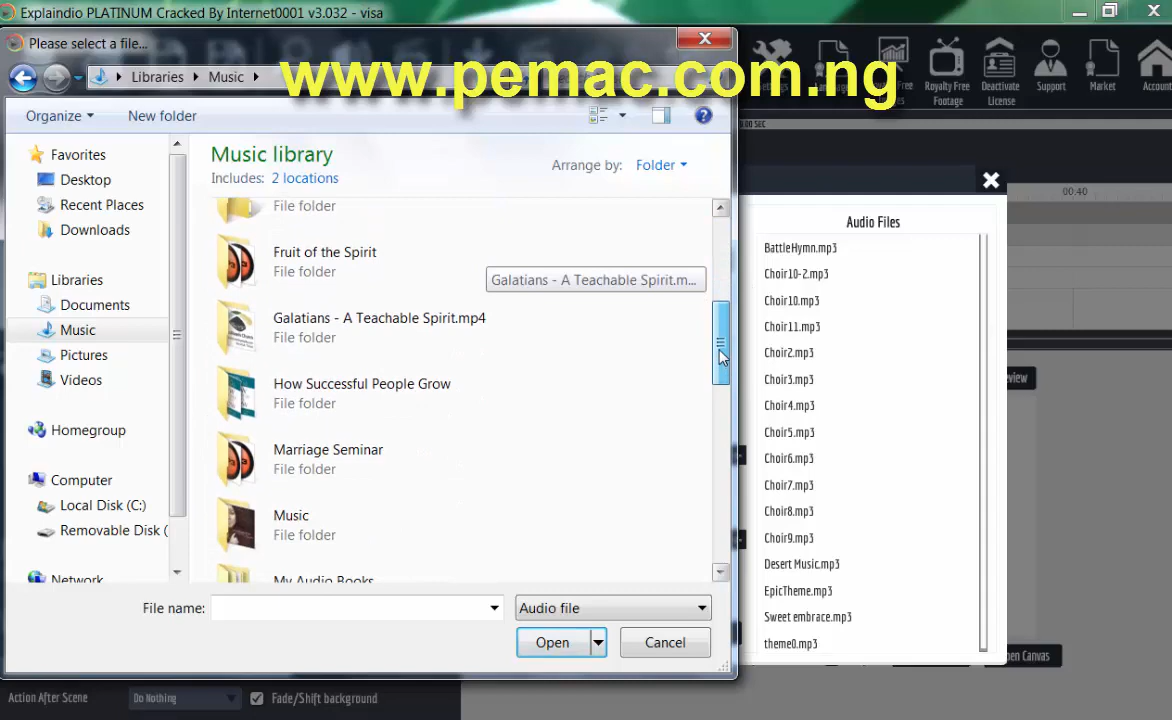 Explaindio PLATINUM Cracked By Internet0001 v3.032 - visa
Please select a file...
Libraries
Music
www.pemac.com.ng
Royalty Free Footage
Deactivate License
Support
Market
Organize
New folder
Favorites
Desktop
Recent Places
Downloads
Libraries
Documents
Music
Pictures
Videos
Homegroup
Computer
Local Disk (C:)
Removable Disk (
Network
Music library
Includes: 2 locations
Arrange by:
Folder
File folder
Fruit of the Spirit
File folder
Galatians - A Teachable Spirit.m...
Galatians - A Teachable Spirit.mp4
File folder
How Successful People Grow
File folder
Marriage Seminar
File folder
Music
File folder
My Audio Books
File name:
Audio file
Open
Cancel
00:40
Audio Files
BattleHymn.mp3
Choir10-2.mp3
Choir10.mp3
Choir11.mp3
Choir2.mp3
Choir3.mp3
Choir4.mp3
Choir5.mp3
Choir6.mp3
Choir7.mp3
Choir8.mp3
Choir9.mp3
Desert Music.mp3
EpicTheme.mp3
Sweet embrace.mp3
theme0.mp3
Canvas
Action After Scene
Do Nothing
Fade/Shift background